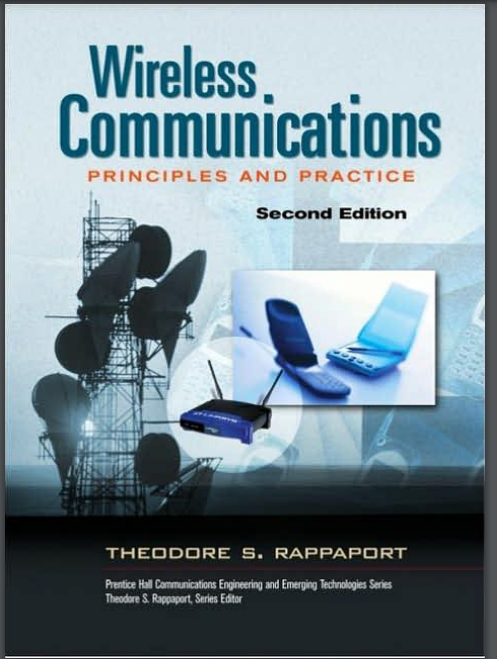 Wireless
Communications
PRINCIPLES AND PRACTICE
Second Edition
LINKSYS
THEODORE S. RAPPAPORT
Prentice Hall Communications Engineering and Emerging Technologies Series
Theodore S. Rappaport, Series Editor